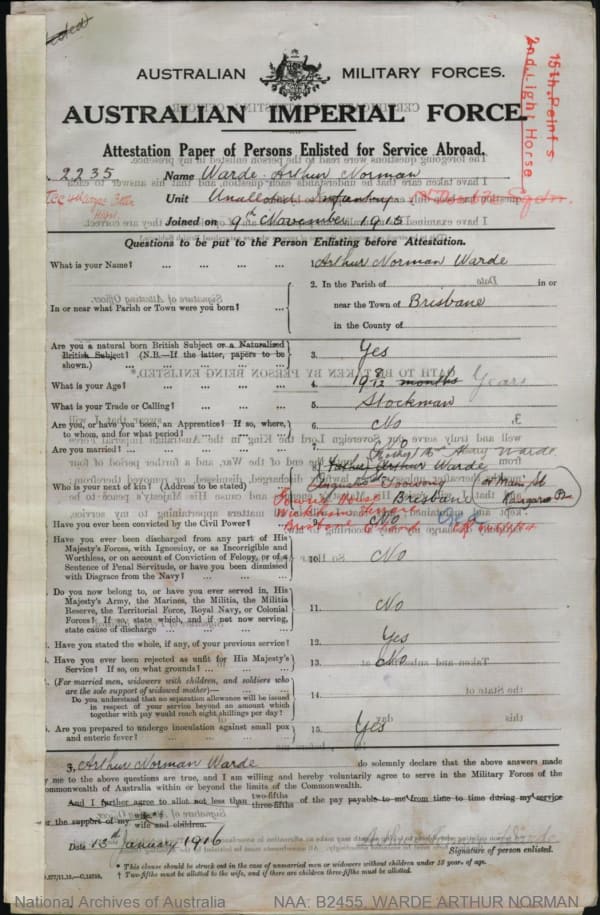 AUSTRALIAN MILITARY FORCES.
AUSTRALIAN IMPERIAL FORCE.
15th Reinfts
2nd Light Horse
Attestation Paper of Persons Enlisted for Service Abroad.
2235 Name Warde Arthur Norman
Unit Unallotted Infantry
Joined on 9th November 1915
Questions to be put to the Person Enlisting before Attestation.
What is your Name? ... ... ... ... 1. Arthur Norman Warde
In or near what Parish or Town were you born? ... 2. In the Parish of in or
near the Town of Brisbane
in the County of
Are you a natural born British Subject or a Naturalized
British Subject? (N.B.—If the latter, papers to be
shown.) 3. Yes
What is your Age? ... ... ... ... 4. 19 8/12 months Years
What is your Trade or Calling? ... ... ... 5. Stockman
Are you, or have you been, an Apprentice? If so, where,
to whom, and for what period? ... ... 6. No
Are you married? ... ... ... ... 7. No
Who is your next of kin? (Address to be stated) 8. Father Arthur Warde
Mary Warde
Main St
Brisbane
Kangaroo Pt
Wickham Terrace
Brisbane
Have you ever been convicted by the Civil Power? ... 9. No
Have you ever been discharged from any part of His
Majesty's Forces, with Ignominy, or as Incorrigible and
Worthless, or on account of Conviction of Felony, or of a
Sentence of Penal Servitude, or have you been dismissed
with Disgrace from the Navy? ... ... ... 10. No
Do you now belong to, or have you ever served in, His
Majesty's Army, the Marines, the Militia, the Militia
Reserve, the Territorial Force, Royal Navy, or Colonial
Forces? If so, state which, and if not now serving,
state cause of discharge ... ... ... 11. No
Have you stated the whole, if any, of your previous service? 12. Yes
Have you ever been rejected as unfit for His Majesty's
Service? If so, on what grounds? ... ... 13. No
(For married men, widowers with children, and soldiers who
are the sole support of widowed mother)—
Do you understand that no separation allowance will be issued
in respect of your service beyond an amount which
together with pay would reach eight shillings per day? 14.
Are you prepared to undergo inoculation against small pox
and enteric fever? ... ... ... 15. Yes
I, Arthur Norman Warde do solemnly declare that the above answers made
by me to the above questions are true, and I am willing and hereby voluntarily agree to serve in the Military Forces of the
Commonwealth of Australia within or beyond the limits of the Commonwealth.
And I further agree to allot not less than two-fifths three-fifths of the pay payable to me from time to time during my service
for the support of my wife and children.
Date 13th January 1916
Arthur Norman Warde
Signature of person enlisted.
* This clause should be struck out in the case of unmarried men or widowers without children under 18 years of age.
† Two-fifths must be allotted to the wife, and if there are children three-fifths must be allotted.
National Archives of Australia NAA: B2455, WARDE ARTHUR NORMAN